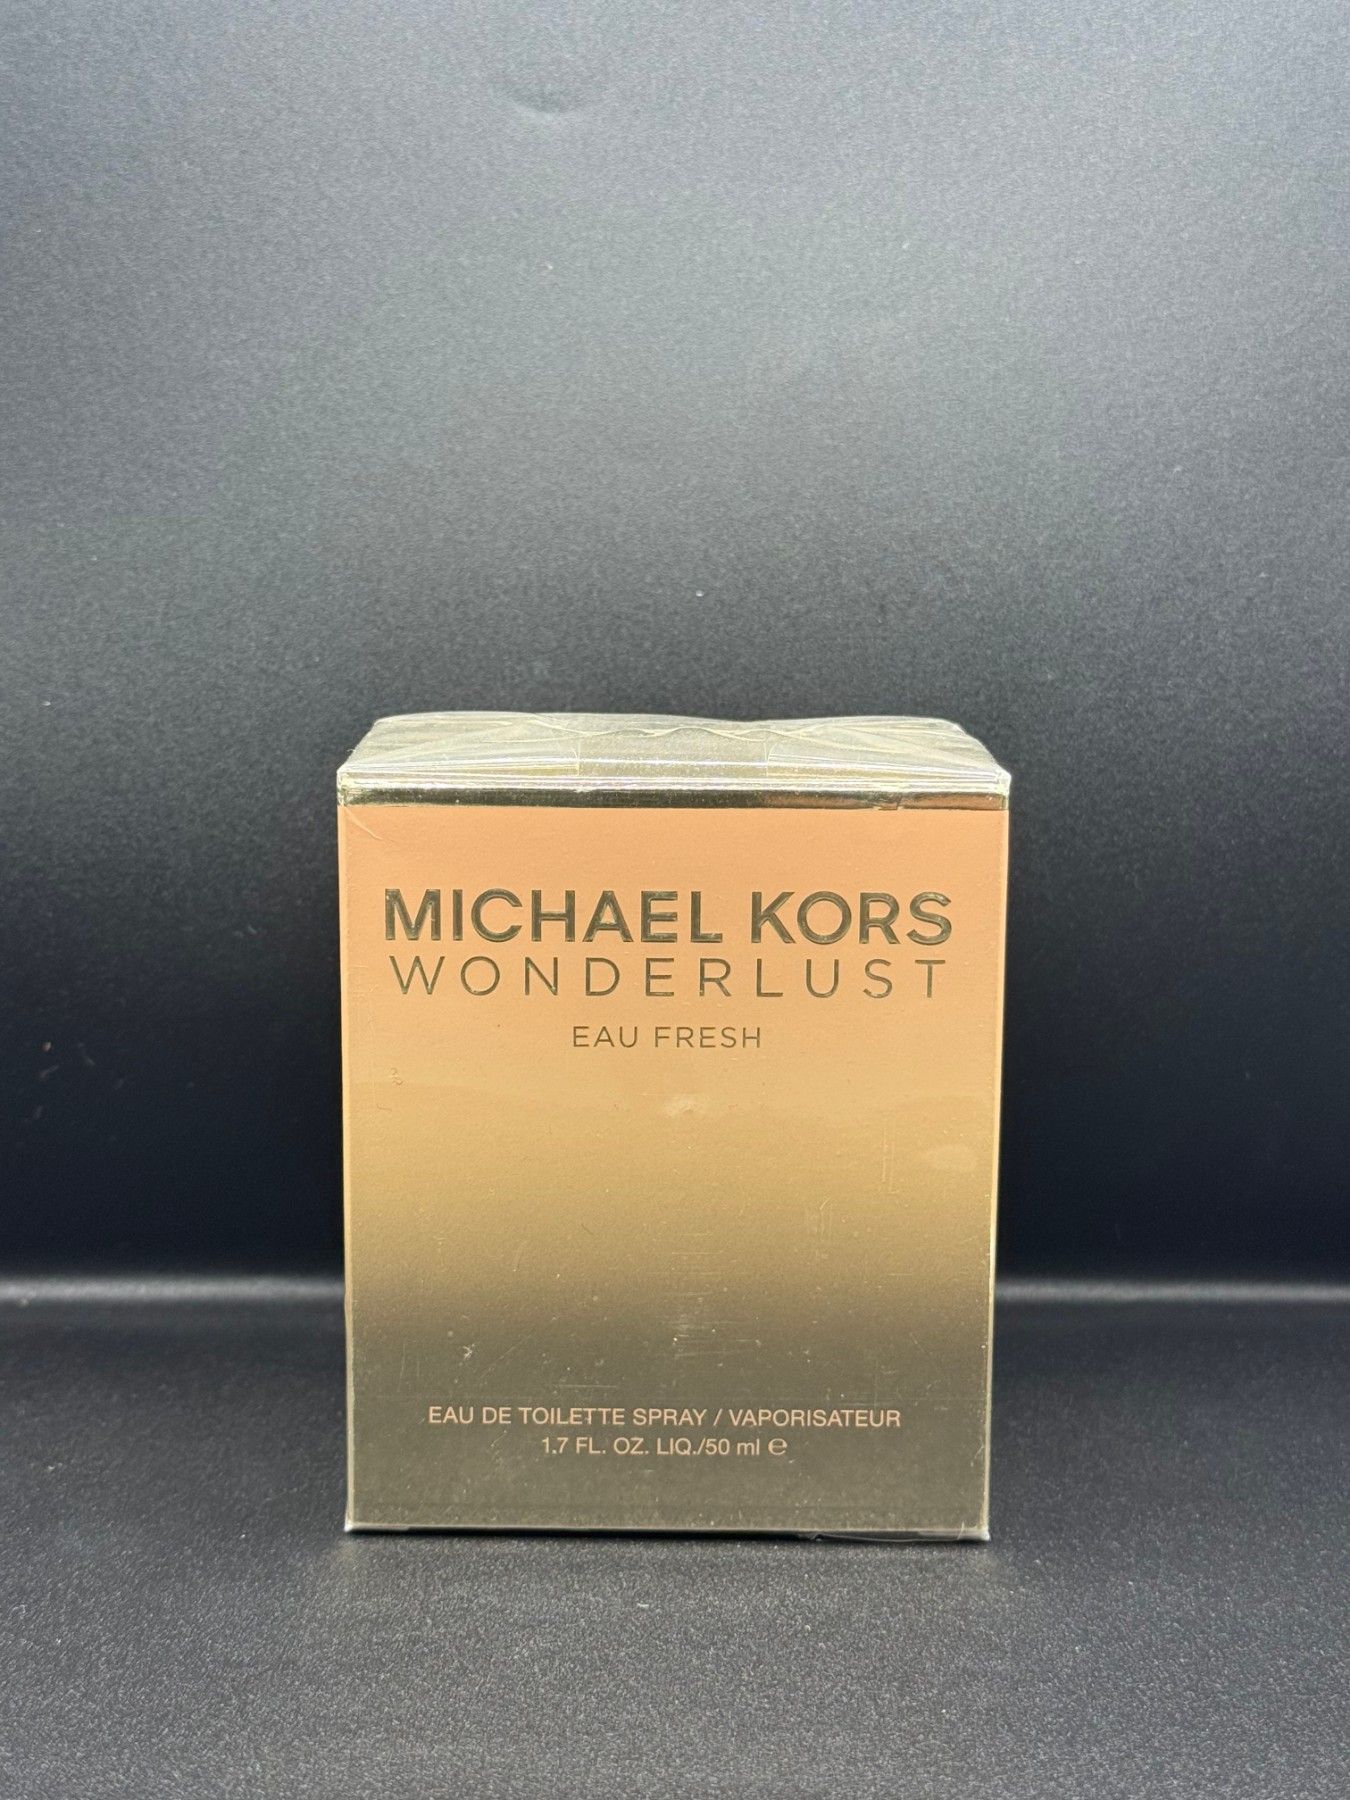 MICHAEL KORS
WONDERLUST
EAU FRESH
EAU DE TOILETTE SPRAY / VAPORISATEUR
1.7 FL. OZ. LIQ./50 ml ℮